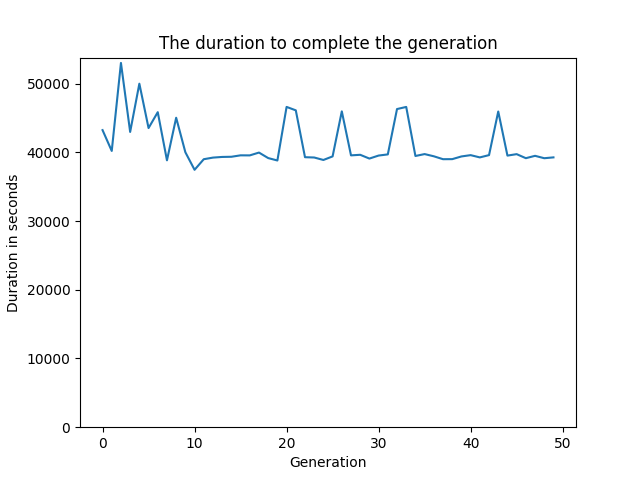 The duration to complete the generation
Duration in seconds
50000
40000
30000
20000
10000
0
0 10 20 30 40 50
Generation